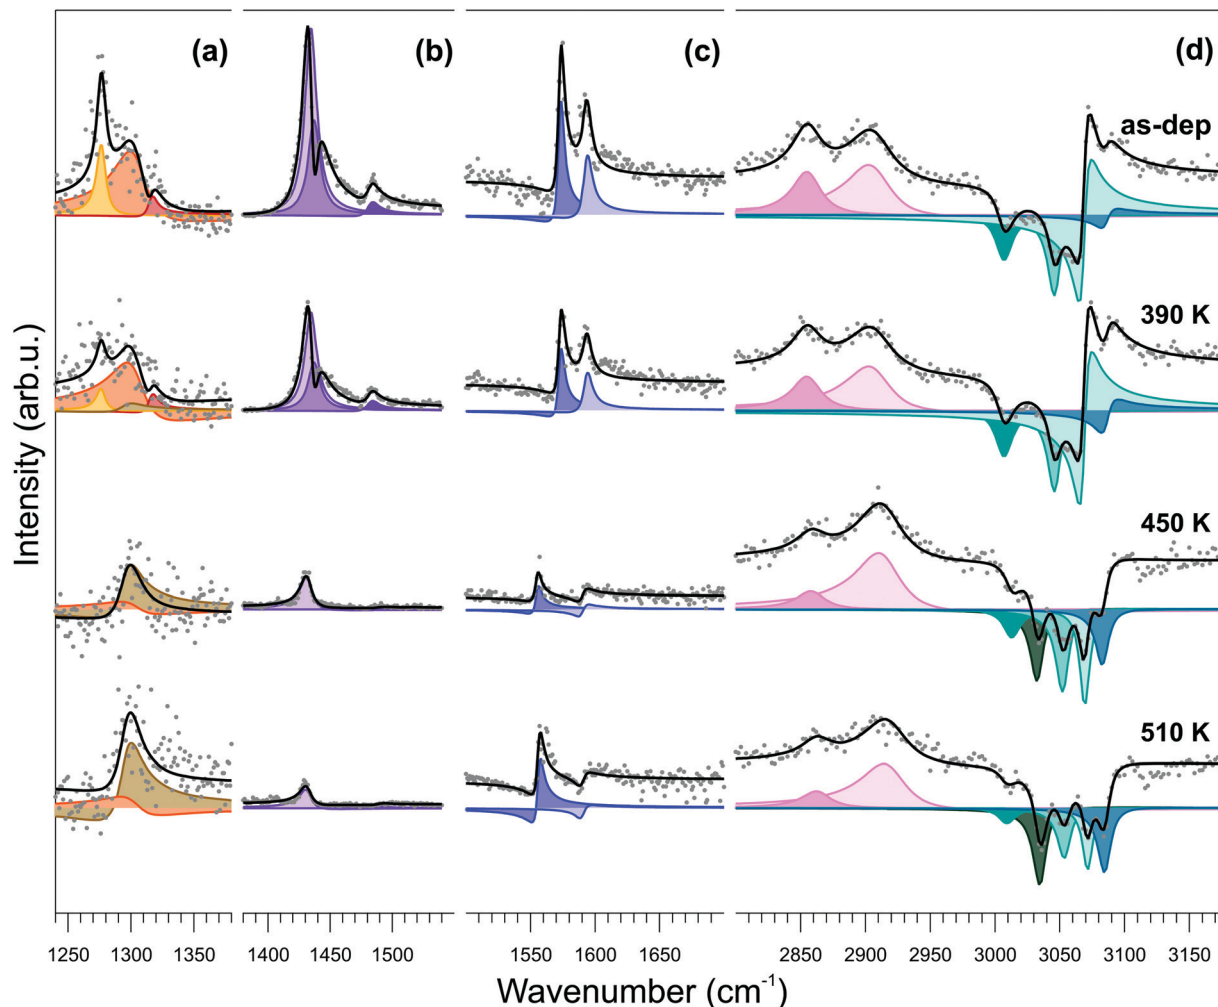 (a) (b) (c) (d)
as-dep
390 K
450 K
510 K
Intensity (arb.u.)
1250 1300 1350 1400 1450 1500 1550 1600 1650 2850 2900 2950 3000 3050 3100 3150
Wavenumber (cm⁻¹)